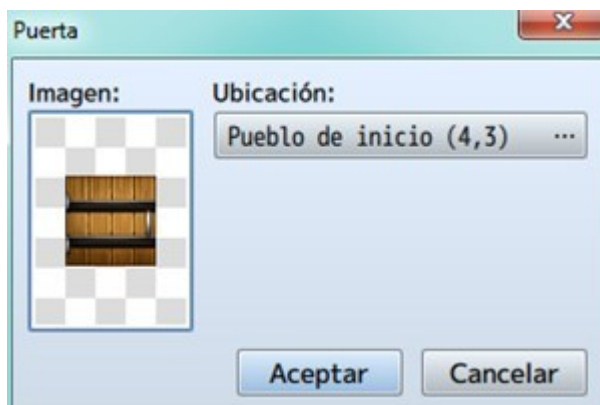 Puerta
Imagen:
Ubicación:
Pueblo de inicio (4,3) ...
Aceptar
Cancelar